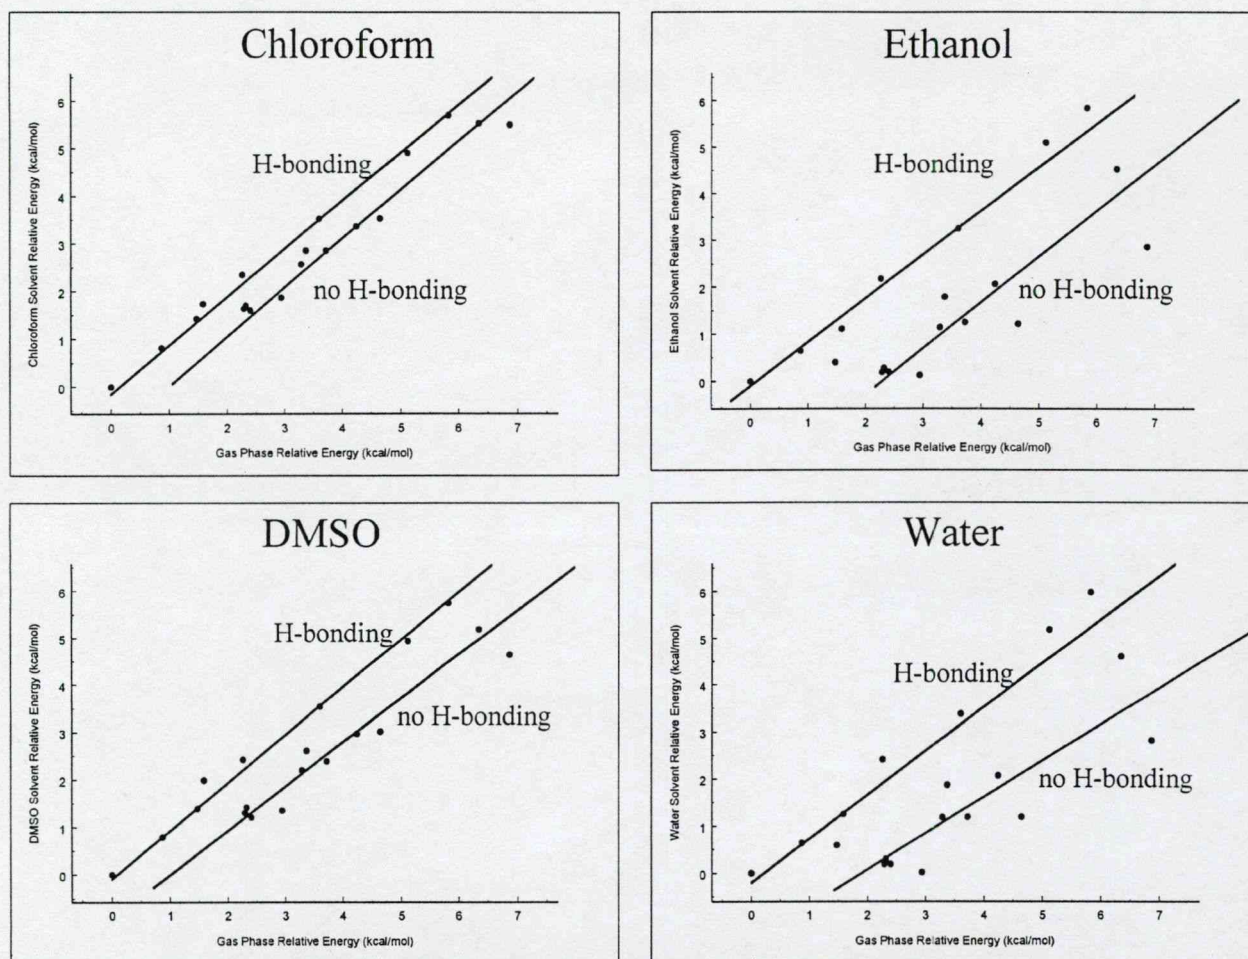 Chloroform
6
5
4
3
2
1
0
Chloroform Solvent Relative Energy (kcal/mol)
H-bonding
no H-bonding
0 1 2 3 4 5 6 7
Gas Phase Relative Energy (kcal/mol)
Ethanol
6
5
4
3
2
1
0
Ethanol Solvent Relative Energy (kcal/mol)
H-bonding
no H-bonding
0 1 2 3 4 5 6 7
Gas Phase Relative Energy (kcal/mol)
DMSO
6
5
4
3
2
1
0
DMSO Solvent Relative Energy (kcal/mol)
H-bonding
no H-bonding
0 1 2 3 4 5 6 7
Gas Phase Relative Energy (kcal/mol)
Water
6
5
4
3
2
1
0
Water Solvent Relative Energy (kcal/mol)
H-bonding
no H-bonding
0 1 2 3 4 5 6 7
Gas Phase Relative Energy (kcal/mol)